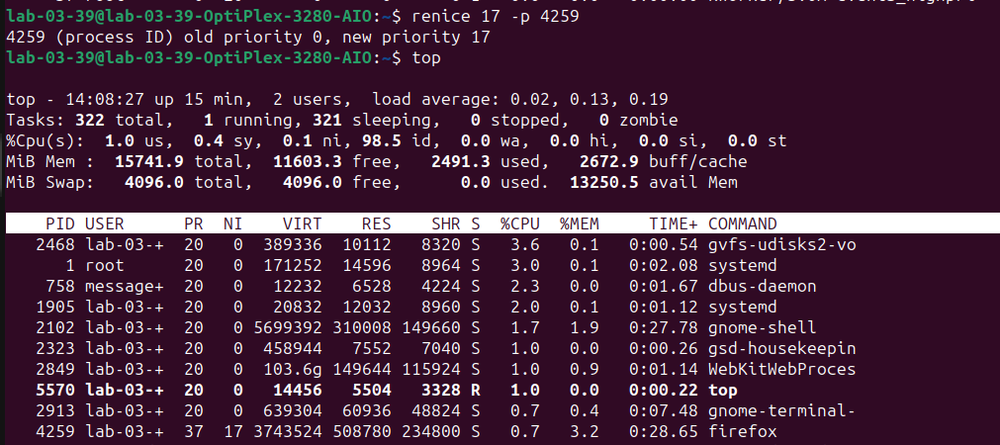 lab-03-39@lab-03-39-OptiPlex-3280-AIO:~$ renice 17 -p 4259
4259 (process ID) old priority 0, new priority 17
lab-03-39@lab-03-39-OptiPlex-3280-AIO:~$ top
top - 14:08:27 up 15 min,  2 users,  load average: 0.02, 0.13, 0.19
Tasks: 322 total,   1 running, 321 sleeping,   0 stopped,   0 zombie
%Cpu(s):  1.0 us,  0.4 sy,  0.1 ni, 98.5 id,  0.0 wa,  0.0 hi,  0.0 si,  0.0 st
MiB Mem :  15741.9 total,  11603.3 free,   2491.3 used,   2672.9 buff/cache
MiB Swap:   4096.0 total,   4096.0 free,      0.0 used.  13250.5 avail Mem
PID USER      PR  NI    VIRT    RES    SHR S  %CPU  %MEM     TIME+ COMMAND
2468 lab-03-+  20   0  389336  10112   8320 S   3.6   0.1   0:00.54 gvfs-udisks2-vo
1 root      20   0  171252  14596   8964 S   3.0   0.1   0:02.08 systemd
758 message+  20   0   12232   6528   4224 S   2.3   0.0   0:01.67 dbus-daemon
1905 lab-03-+  20   0   20832  12032   8960 S   2.0   0.1   0:01.12 systemd
2102 lab-03-+  20   0 5699392 310008 149660 S   1.7   1.9   0:27.78 gnome-shell
2323 lab-03-+  20   0  458944   7552   7040 S   1.0   0.0   0:00.26 gsd-housekeepin
2849 lab-03-+  20   0  103.6g 149644 115924 S   1.0   0.9   0:01.14 WebKitWebProces
5570 lab-03-+  20   0   14456   5504   3328 R   1.0   0.0   0:00.22 top
2913 lab-03-+  20   0  639304  60936  48824 S   0.7   0.4   0:07.48 gnome-terminal-
4259 lab-03-+  37  17 3743524 508780 234800 S   0.7   3.2   0:28.65 firefox